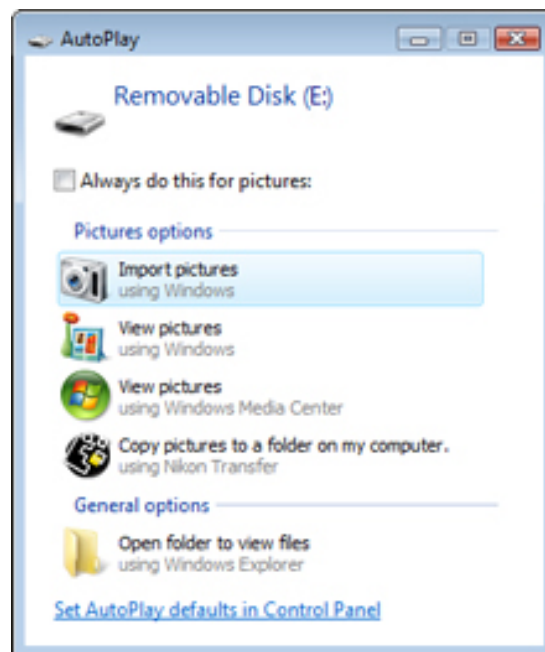 AutoPlay
Removable Disk (E:)
Always do this for pictures:
Pictures options
Import pictures
using Windows
View pictures
using Windows
View pictures
using Windows Media Center
Copy pictures to a folder on my computer.
using Nikon Transfer
General options
Open folder to view files
using Windows Explorer
Set AutoPlay defaults in Control Panel